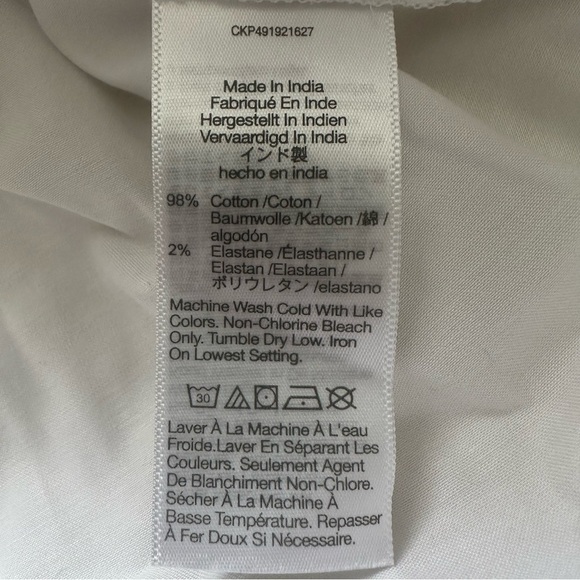 CKP491921627
Made In India
Fabriqué En Inde
Hergestellt In Indien
Vervaardigd In India
インド製
hecho en india
98% Cotton /Coton /
Baumwolle /Katoen /綿 /
algodón
2% Elastane /Élasthanne /
Elastan /Elastaan /
ポリウレタン /elastano
Machine Wash Cold With Like
Colors. Non-Chlorine Bleach
Only. Tumble Dry Low. Iron
On Lowest Setting.
30
Laver À La Machine À L'eau
Froide.Laver En Séparant Les
Couleurs. Seulement Agent
De Blanchiment Non-Chlore.
Sécher À La Machine À
Basse Température. Repasser
À Fer Doux Si Nécessaire.